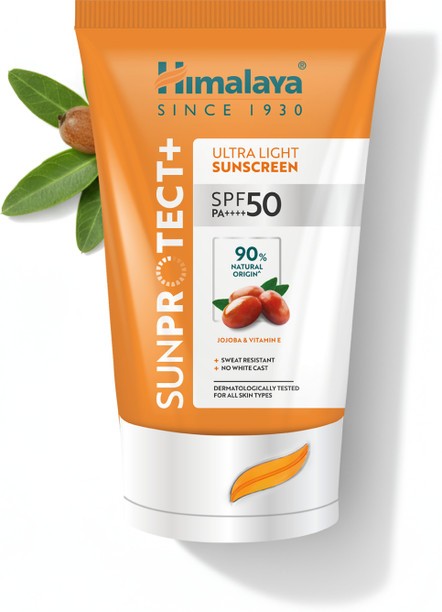 Himalaya®
SINCE 1930
SUNPROTECT+
ULTRA LIGHT
SUNSCREEN
SPF 50
PA++++
90%
NATURAL
ORIGIN^
JOJOBA & VITAMIN E
+ SWEAT RESISTANT
+ NO WHITE CAST
DERMATOLOGICALLY TESTED
FOR ALL SKIN TYPES